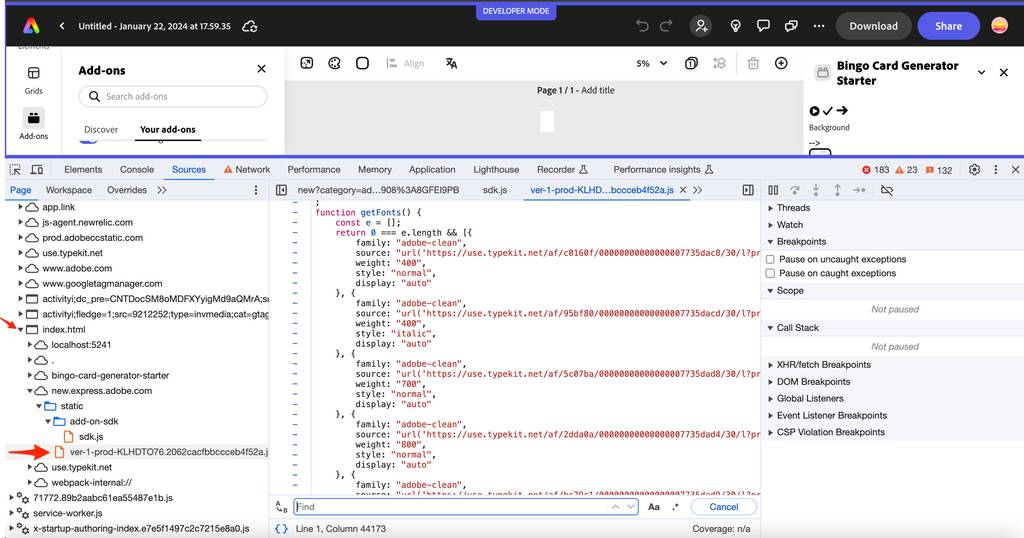 DEVELOPER MODE
Untitled - January 22, 2024 at 17.59.35
Download
Share
Elements
Grids
Add-ons
Add-ons
Search add-ons
Discover
Your add-ons
Align
5%
Page 1 / 1 - Add title
Bingo Card Generator
Starter
Background
-->
Elements Console Sources Network Performance Memory Application Lighthouse Recorder Performance insights 183 23 132
Page Workspace Overrides
new?category=ad...908%3A8GFEI9PB sdk.js ver-1-prod-KLHD...bccceb4f52a.js
app.link
js-agent.newrelic.com
prod.adobeccstatic.com
use.typekit.net
www.adobe.com
www.googletagmanager.com
activityi;dc_pre=CNTDocSM8oMDFXYyigMd9aQMrA;sr
activityi;fledge=1;src=9212252;type=invmedia;cat=gtag
index.html
localhost:5241
.
bingo-card-generator-starter
new.express.adobe.com
static
add-on-sdk
sdk.js
ver-1-prod-KLHDTO76.2062cacfbbccceb4f52a.j
use.typekit.net
webpack-internal://
71772.89b2aabc61ea55487e1b.js
service-worker.js
x-startup-authoring-index.e7e5f1497c2c7215e8a0.js
;
function getFonts() {
const e = [];
return 0 === e.length && [{
family: "adobe-clean",
source: "url('https://use.typekit.net/af/c0160f/00000000000000007735dac8/30/l?pr
weight: "400",
style: "normal",
display: "auto"
}, {
family: "adobe-clean",
source: "url('https://use.typekit.net/af/95bf80/00000000000000007735dacd/30/l?pr
weight: "400",
style: "italic",
display: "auto"
}, {
family: "adobe-clean",
source: "url('https://use.typekit.net/af/5c07ba/00000000000000007735dad8/30/l?pr
weight: "700",
style: "normal",
display: "auto"
}, {
family: "adobe-clean",
source: "url('https://use.typekit.net/af/2dda0a/00000000000000007735dad4/30/l?pr
weight: "800",
style: "normal",
display: "auto"
}, {
family: "adobe-clean",
Find
Aa
.*
Cancel
{} Line 1, Column 44173
Coverage: n/a
Threads
Watch
Breakpoints
Pause on uncaught exceptions
Pause on caught exceptions
Scope
Not paused
Call Stack
Not paused
XHR/fetch Breakpoints
DOM Breakpoints
Global Listeners
Event Listener Breakpoints
CSP Violation Breakpoints